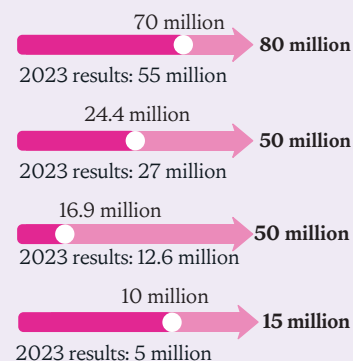 70 million
80 million
2023 results: 55 million
24.4 million
50 million
2023 results: 27 million
16.9 million
50 million
2023 results: 12.6 million
10 million
15 million
2023 results: 5 million